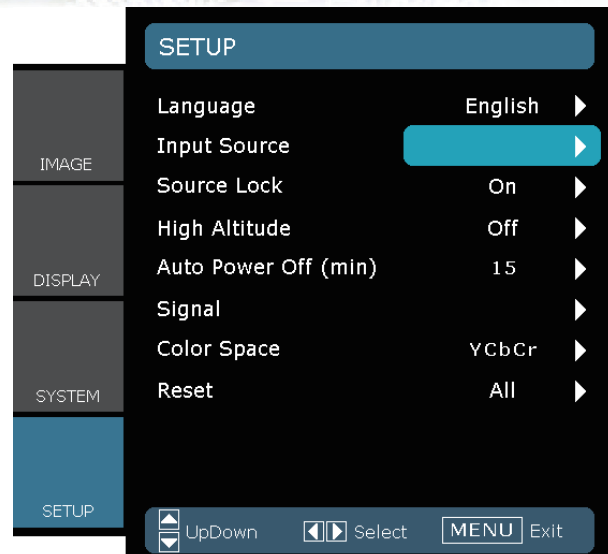 SETUP
Language English
Input Source
IMAGE
Source Lock On
High Altitude Off
Auto Power Off (min) 15
DISPLAY
Signal
Color Space YCbCr
SYSTEM
Reset All
SETUP
UpDown Select MENU Exit